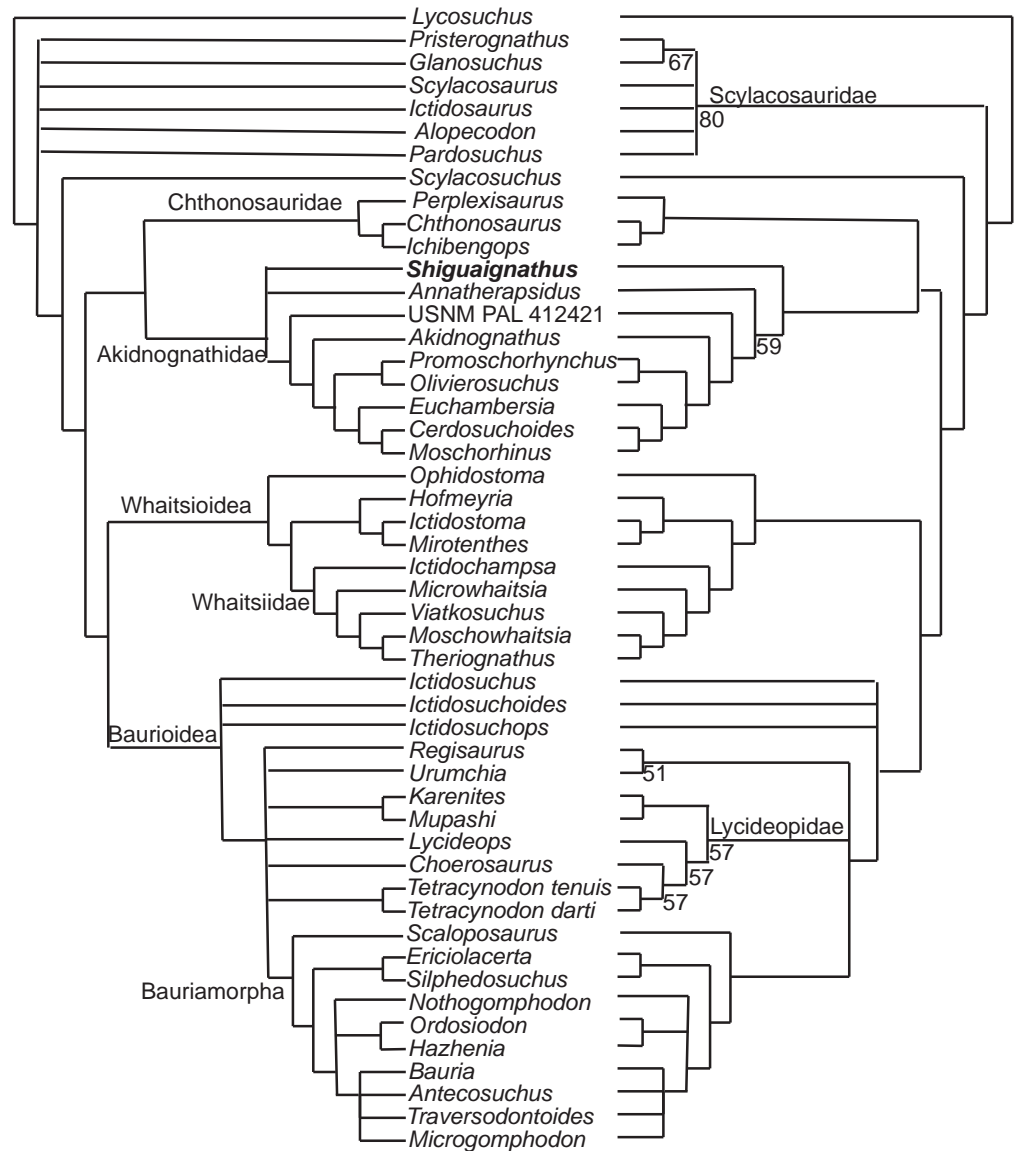 Lycosuchus
Pristerognathus
Glanosuchus
67
Scylacosaurus
Scylacosauridae
Ictidosaurus
80
Alopecodon
Pardosuchus
Scylacosuchus
Chthonosauridae
Perplexisaurus
Chthonosaurus
Ichibengops
Shiguaignathus
Annatherapsidus
USNM PAL 412421
Akidnognathidae
Akidnognathus
59
Promoschorhynchus
Olivierosuchus
Euchambersia
Cerdosuchoides
Moschorhinus
Ophidostoma
Whaitsioidea
Hofmeyria
Ictidostoma
Mirotenthes
Ictidochampsa
Microwhaitsia
Whaitsiidae
Viatkosuchus
Moschowhaitsia
Theriognathus
Ictidosuchus
Ictidosuchoides
Ictidosuchops
Baurioidea
Regisaurus
Urumchia
51
Karenites
Mupashi
Lycideopidae
Lycideops
57
Choerosaurus
57
Tetracynodon tenuis
57
Tetracynodon darti
Scaloposaurus
Ericiolacerta
Silphedosuchus
Bauriamorpha
Nothogomphodon
Ordosiodon
Hazhenia
Bauria
Antecosuchus
Traversodontoides
Microgomphodon